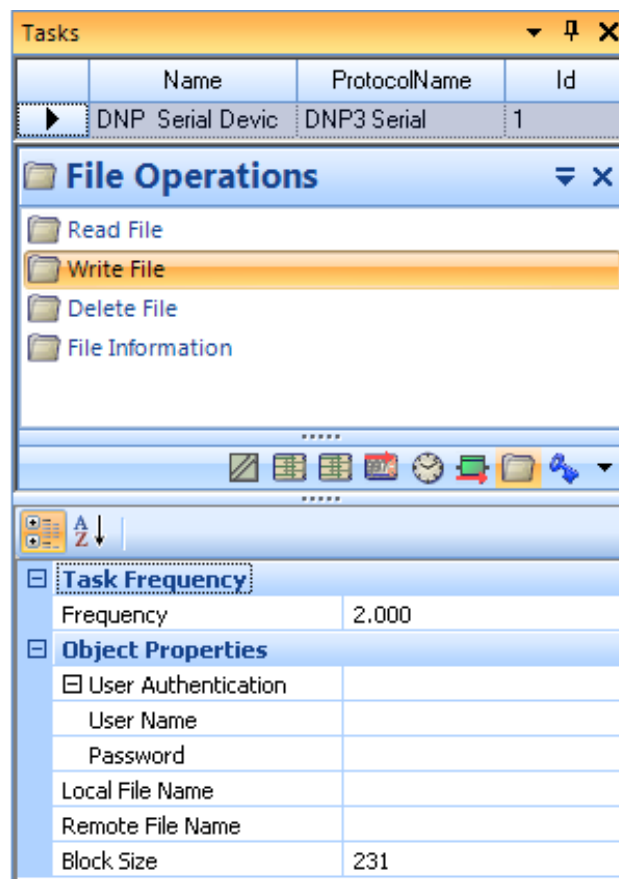 Tasks
Name ProtocolName Id
DNP Serial Devic DNP3 Serial 1
File Operations
Read File
Write File
Delete File
File Information
A
Z
Task Frequency
Frequency 2.000
Object Properties
User Authentication
User Name
Password
Local File Name
Remote File Name
Block Size 231